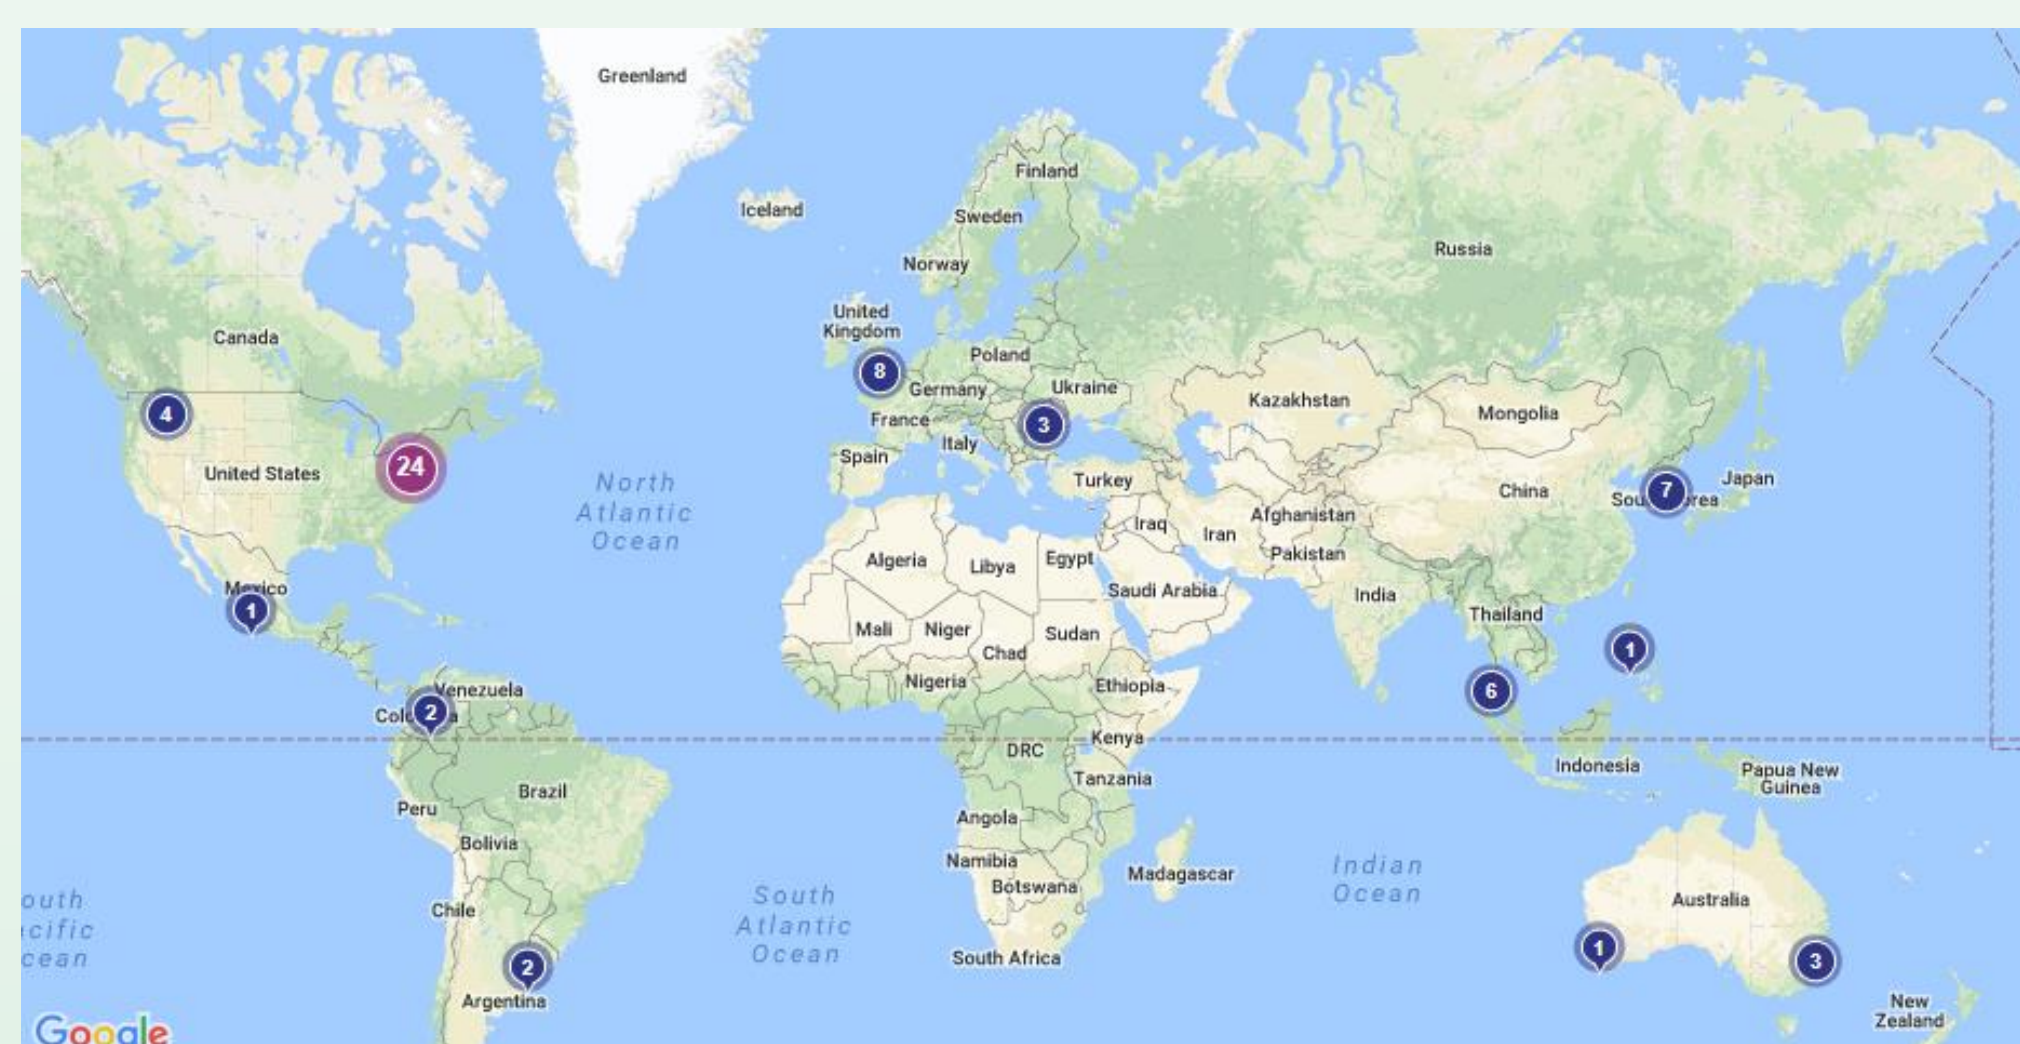 Greenland
Finland
Iceland
Sweden
Russia
Norway
United
Kingdom
Canada
Poland
8
Germany
Ukraine
Kazakhstan
Mongolia
4
France
3
Italy
Spain
24
United States
Turkey
Japan
China
7
North
Atlantic
Ocean
Afghanistan
Iraq
Iran
Pakistan
Algeria
Libya
Egypt
Saudi Arabia
India
Mexico
1
Thailand
Mali
Niger
Sudan
Chad
1
Nigeria
Ethiopia
6
Venezuela
2
Kenya
DRC
Indonesia
Papua New
Guinea
Tanzania
Brazil
Peru
Angola
Bolivia
Namibia
Madagascar
Botswana
Indian
Ocean
South
Atlantic
Ocean
Australia
Chile
outh
cific
cean
1
3
South Africa
2
Argentina
New
Zealand
Google